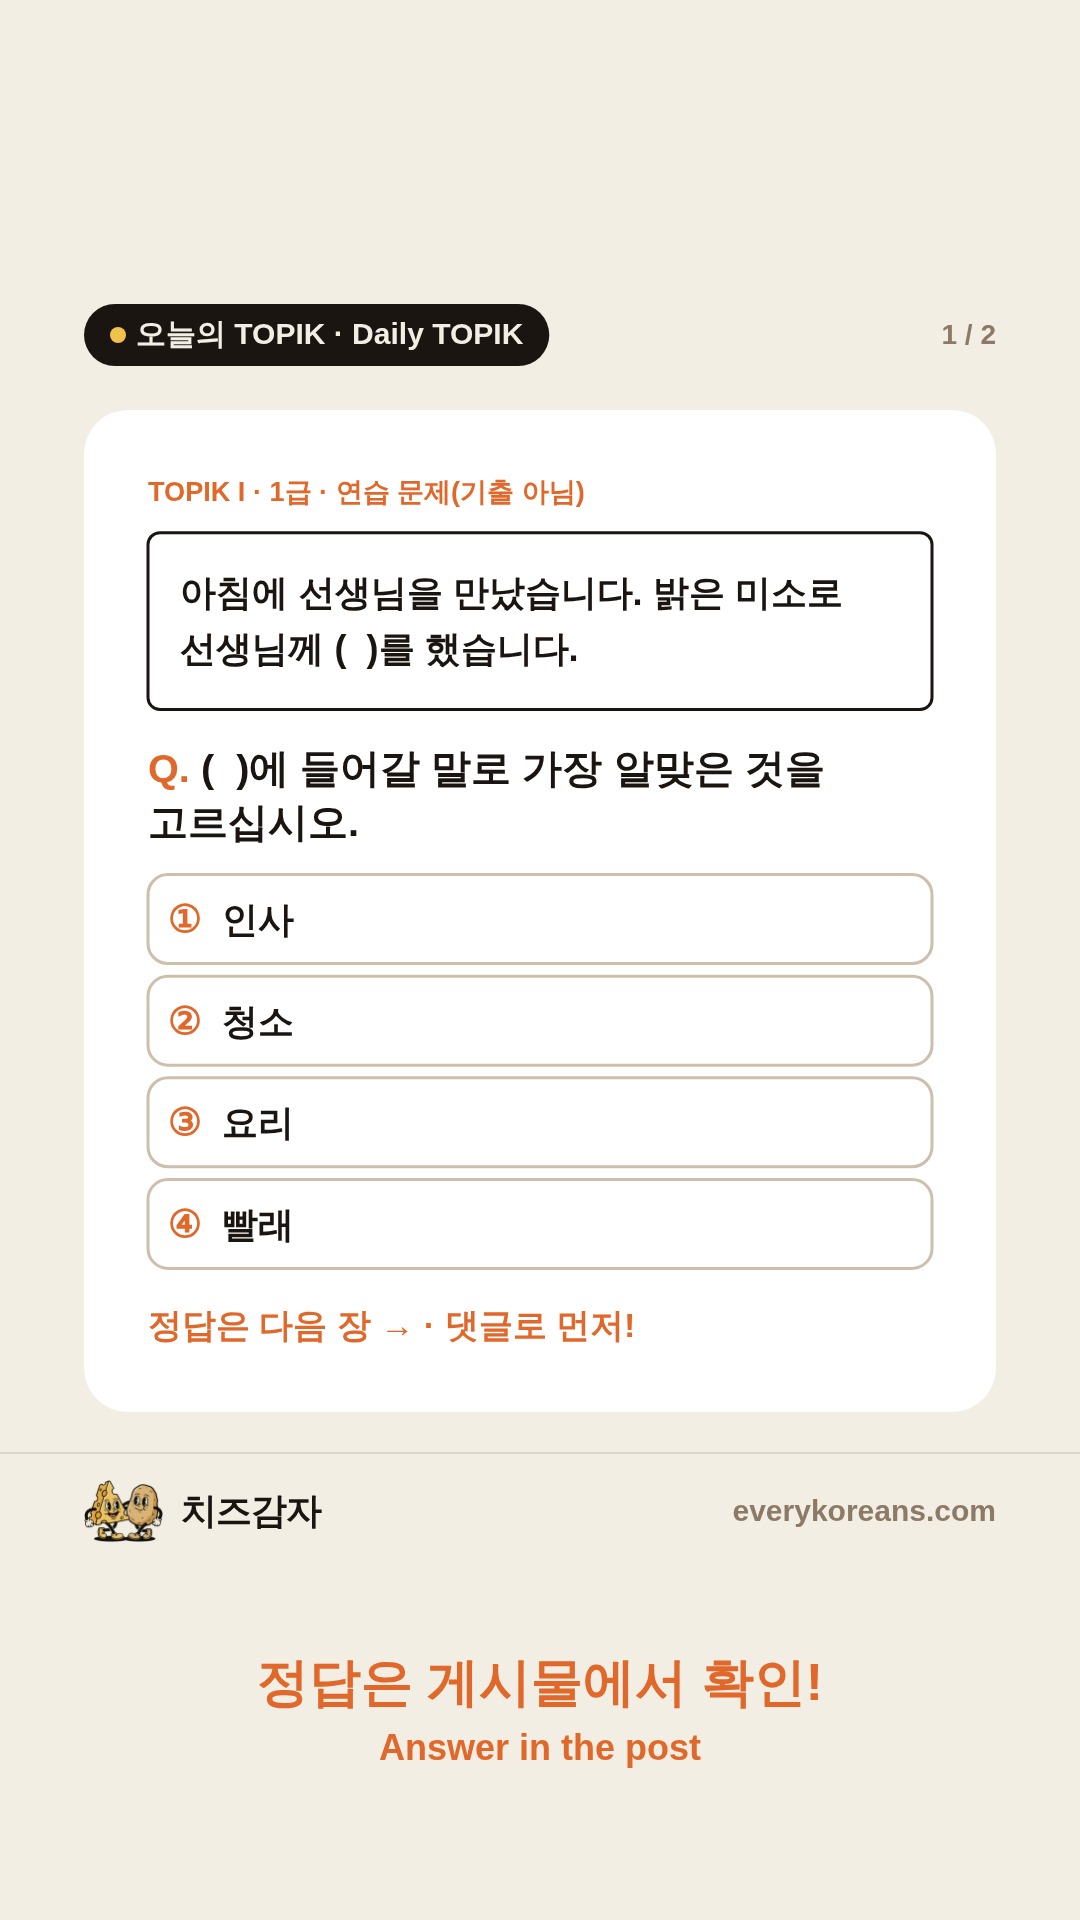 오늘의 TOPIK · Daily TOPIK
1 / 2
TOPIK I · 1급 · 연습 문제(기출 아님)
아침에 선생님을 만났습니다. 밝은 미소로
선생님께 (  )를 했습니다.
Q. (  )에 들어갈 말로 가장 알맞은 것을
고르십시오.
① 인사
② 청소
③ 요리
④ 빨래
정답은 다음 장 → · 댓글로 먼저!
치즈감자
everykoreans.com
정답은 게시물에서 확인!
Answer in the post